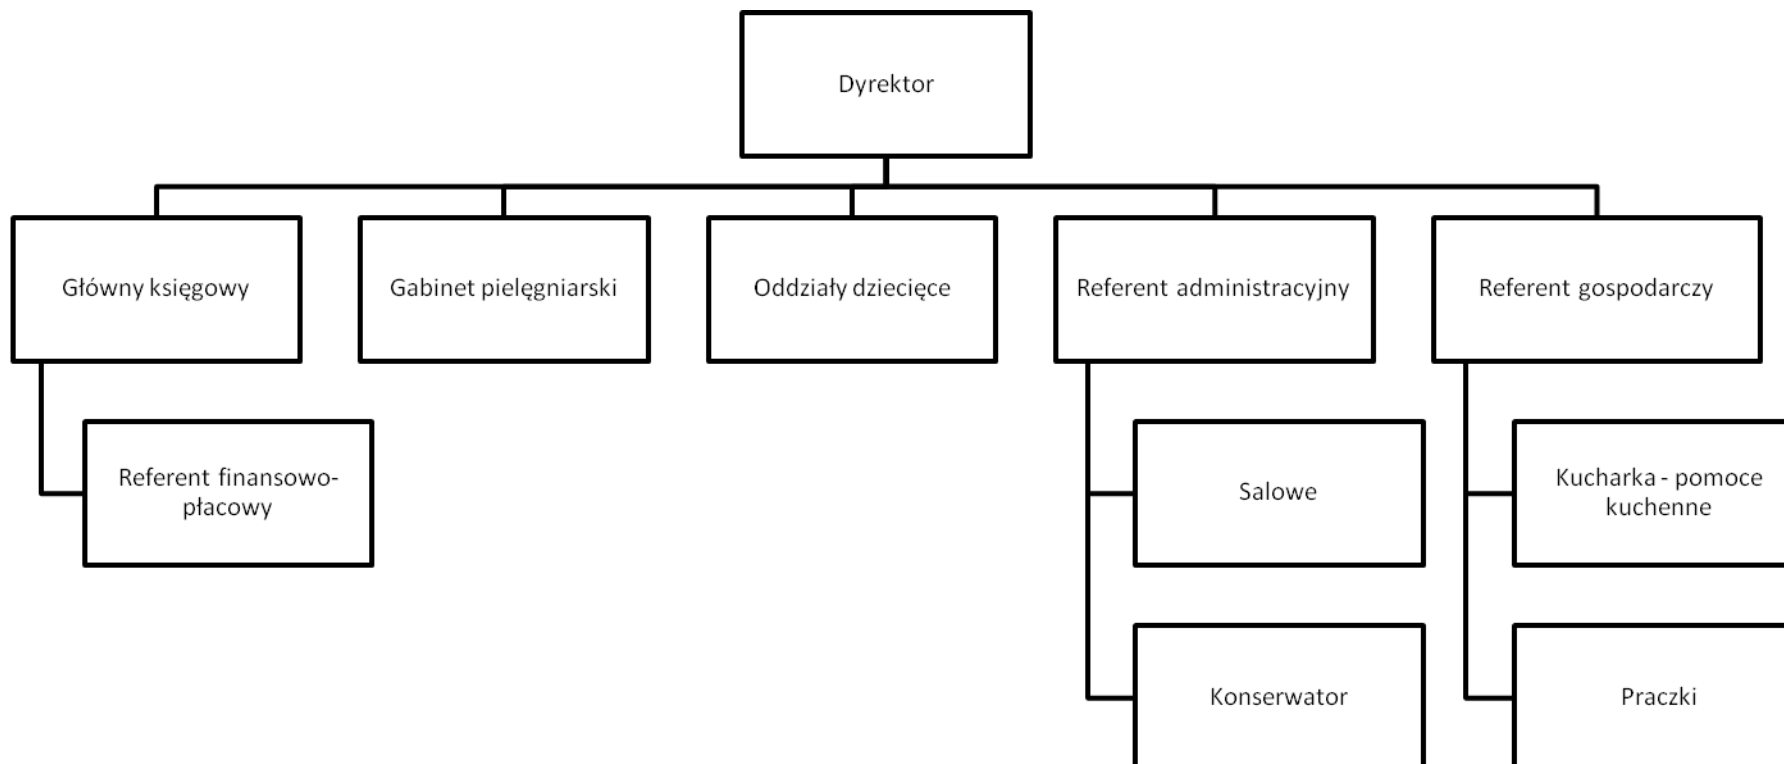 Dyrektor
Główny księgowy
Gabinet pielęgniarski
Oddziały dziecięce
Referent administracyjny
Referent gospodarczy
Referent finansowo-
płacowy
Salowe
Kucharka - pomoce
kuchenne
Konserwator
Praczki